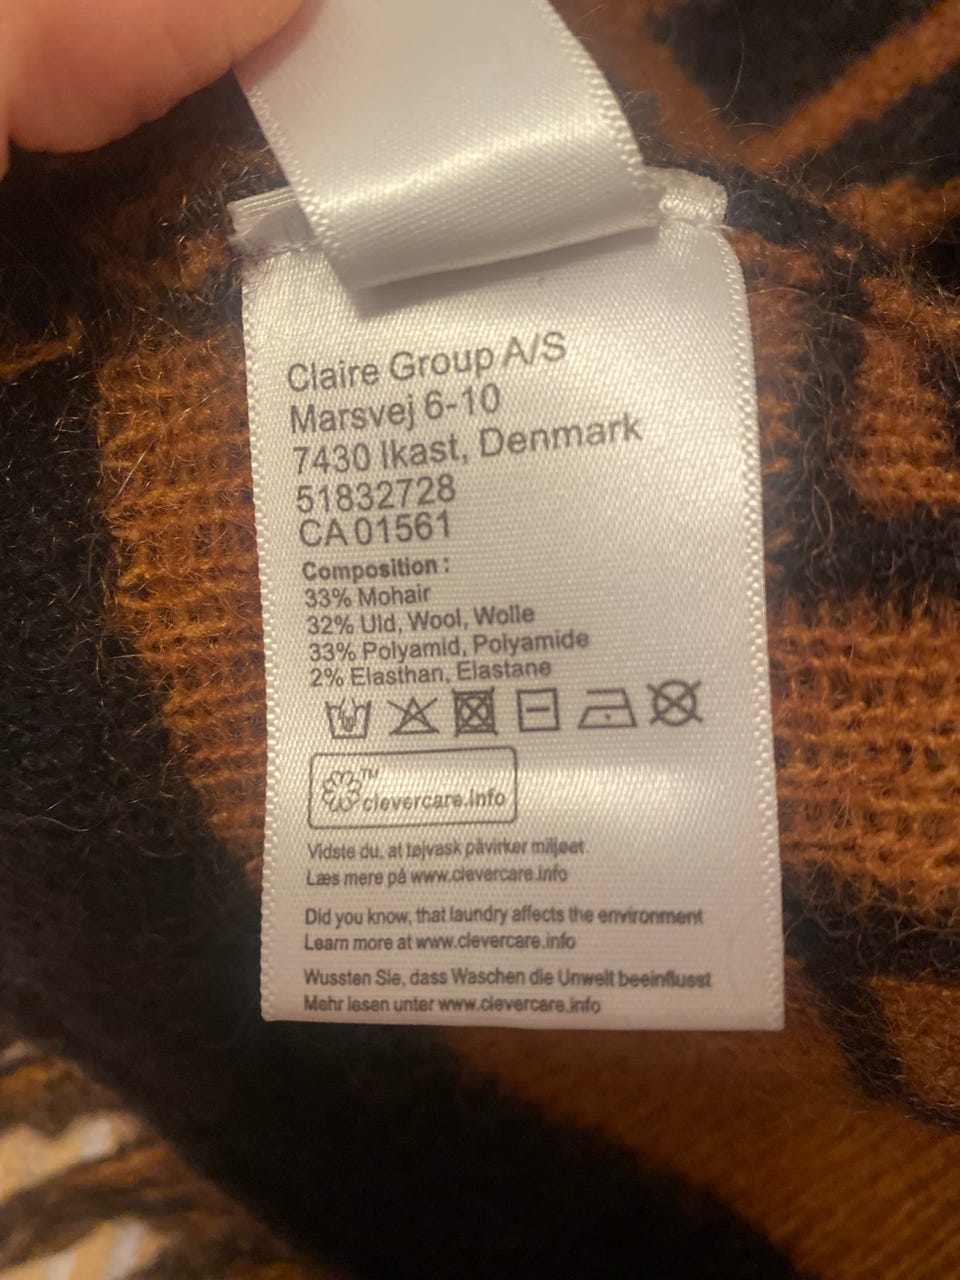 Claire Group A/S
Marsvej 6-10
7430 Ikast, Denmark
51832728
CA 01561
Composition :
33% Mohair
32% Uld, Wool, Wolle
33% Polyamid, Polyamide
2% Elasthan, Elastane
TM
clevercare.info
Vidste du, at tøjvask påvirker miljøet
Læs mere på www.clevercare.info
Did you know, that laundry affects the environment
Learn more at www.clevercare.info
Wussten Sie, dass Waschen die Umwelt beeinflusst
Mehr lesen unter www.clevercare.info